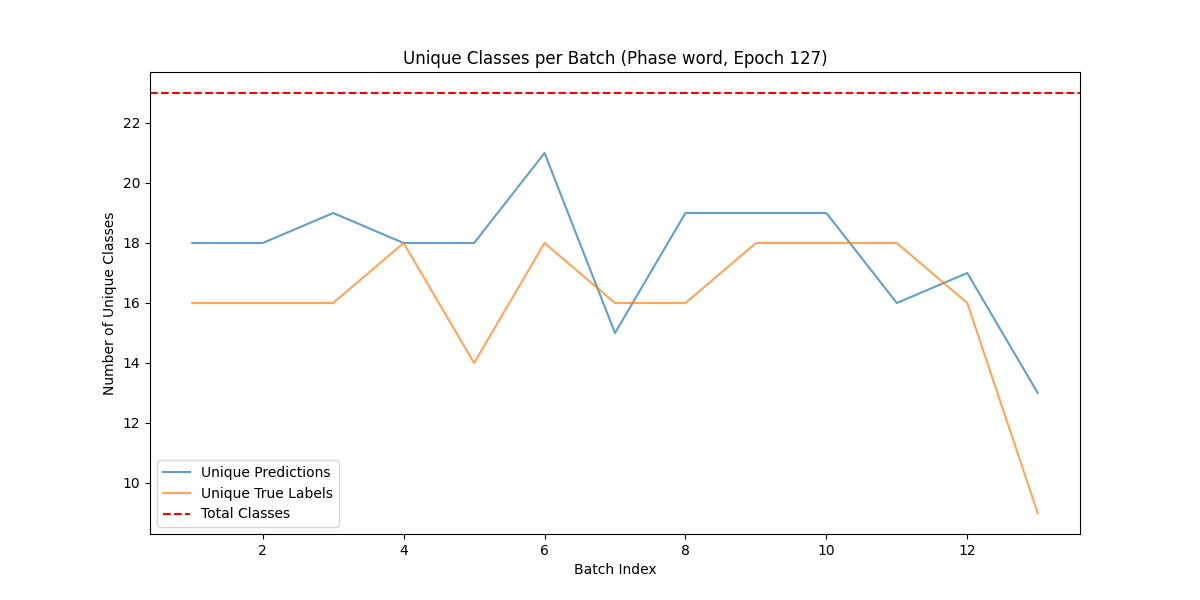 Unique Classes per Batch (Phase word, Epoch 127)
Number of Unique Classes
22
20
18
16
14
12
10
Unique Predictions
Unique True Labels
Total Classes
2 4 6 8 10 12
Batch Index